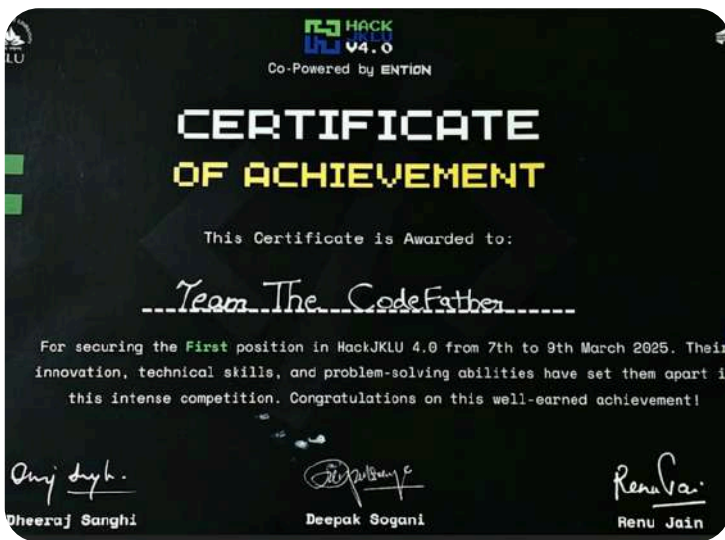 LU
HACK
JKLU
V4.0
Co-Powered by ENTION
CERTIFICATE
OF ACHIEVEMENT
This Certificate is Awarded to:
Team The CodeFather
For securing the First position in HackJKLU 4.0 from 7th to 9th March 2025. Their
innovation, technical skills, and problem-solving abilities have set them apart i
this intense competition. Congratulations on this well-earned achievement!
Renu Jai
Dheeraj Sanghi
Deepak Sogani
Renu Jain